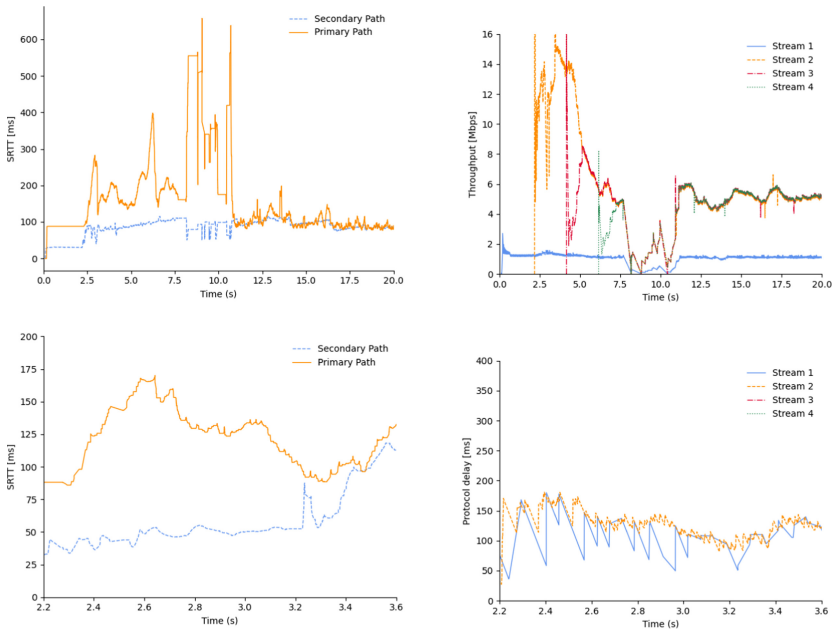 Secondary Path
Primary Path
600
500
400
300
200
100
0
SRTT [ms]
0.0 2.5 5.0 7.5 10.0 12.5 15.0 17.5 20.0
Time (s)
Stream 1
Stream 2
Stream 3
Stream 4
16
14
12
10
8
6
4
2
0
Throughput [Mbps]
0.0 2.5 5.0 7.5 10.0 12.5 15.0 17.5 20.0
Time (s)
Secondary Path
Primary Path
200
175
150
125
100
75
50
25
0
SRTT [ms]
2.2 2.4 2.6 2.8 3.0 3.2 3.4 3.6
Time (s)
Stream 1
Stream 2
Stream 3
Stream 4
400
350
300
250
200
150
100
50
0
Protocol delay [ms]
2.2 2.4 2.6 2.8 3.0 3.2 3.4 3.6
Time (s)